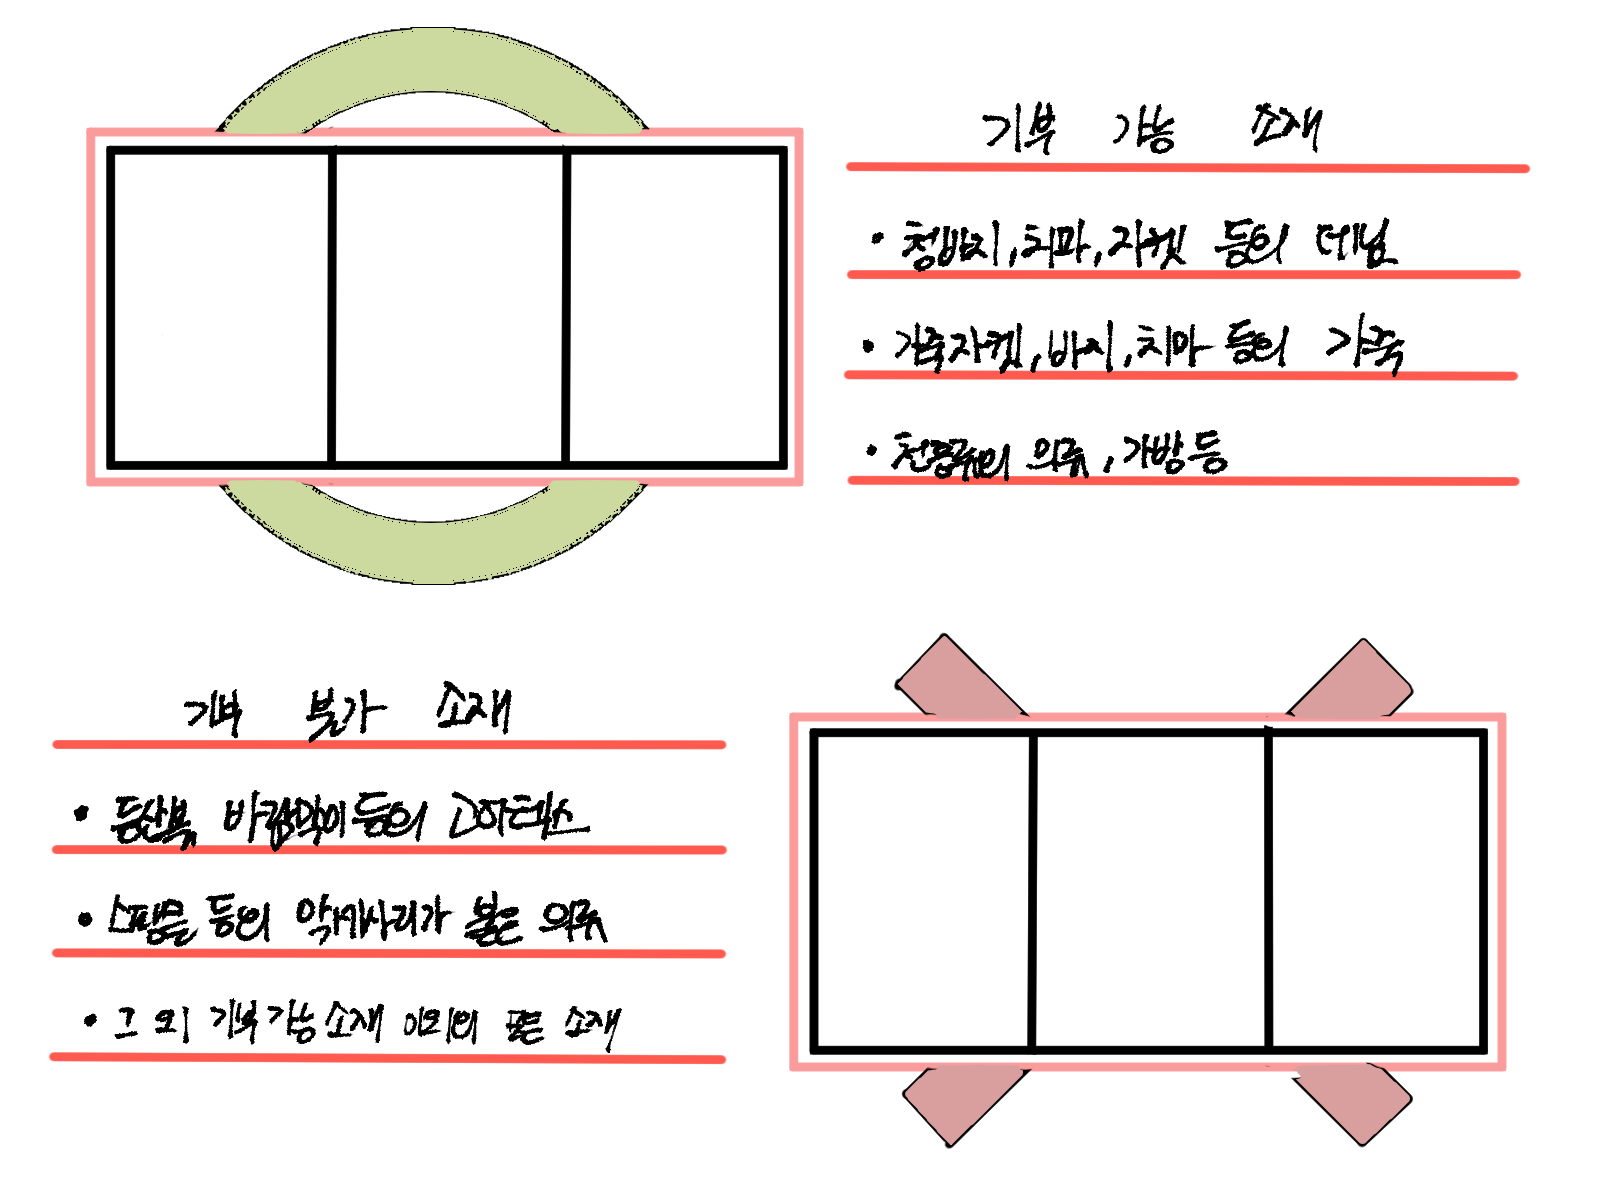 기부 가능 소재
• 청바지, 치마, 자켓 등의 데님
• 가죽자켓, 바지, 치마 등의 가죽
• 천종류의 의류, 가방 등
기부 불가 소재
• 등산복, 바람막이 등의 고어텍스
• 스팽글 등의 악세사리가 붙은 의류
• 그 외 기부 가능 소재 이외의 모든 소재